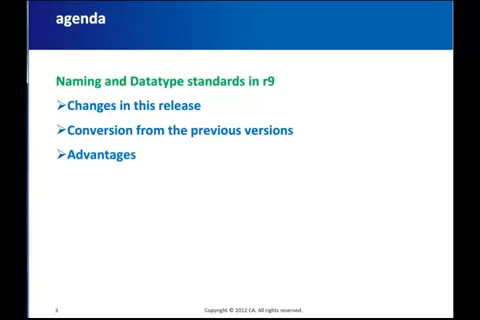 agenda
Naming and Datatype standards in r9
➢Changes in this release
➢Conversion from the previous versions
➢Advantages
3
Copyright © 2012 CA. All rights reserved.